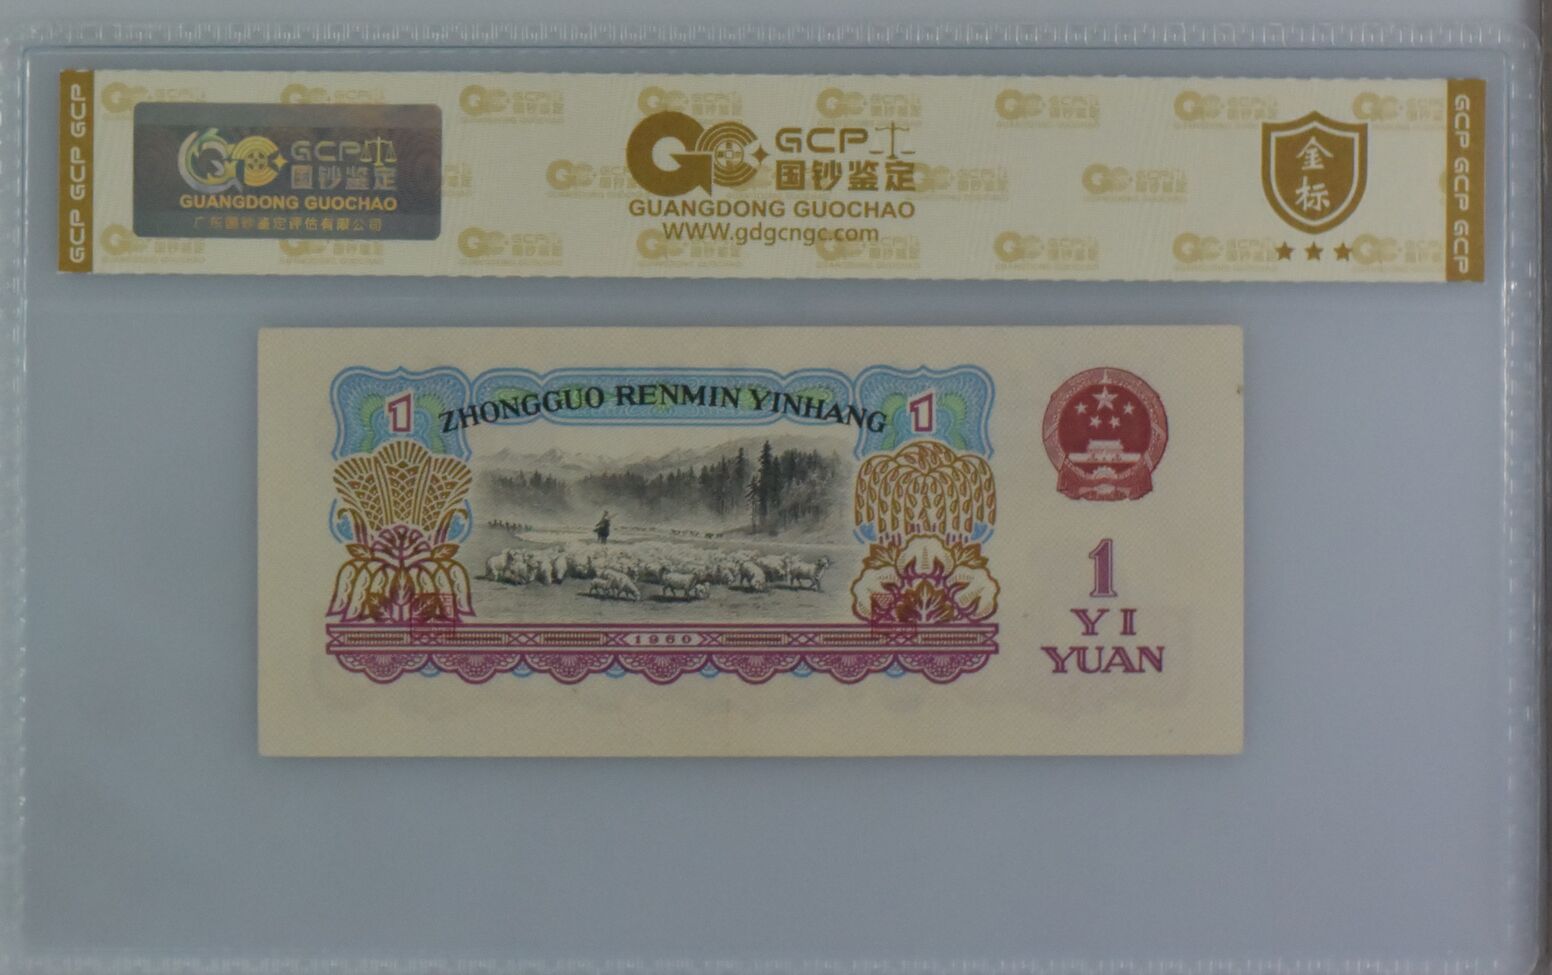 GCP GCP GCP
GCP
国钞鉴定
GUANGDONG GUOCHAO
广东国钞鉴定评估有限公司
GCP
国钞鉴定
GUANGDONG GUOCHAO
WWW.gdgcngc.com
金
标
GCP GCP GCP
ZHONGGUO RENMIN YINHANG
1
1
1960
1
YI
YUAN